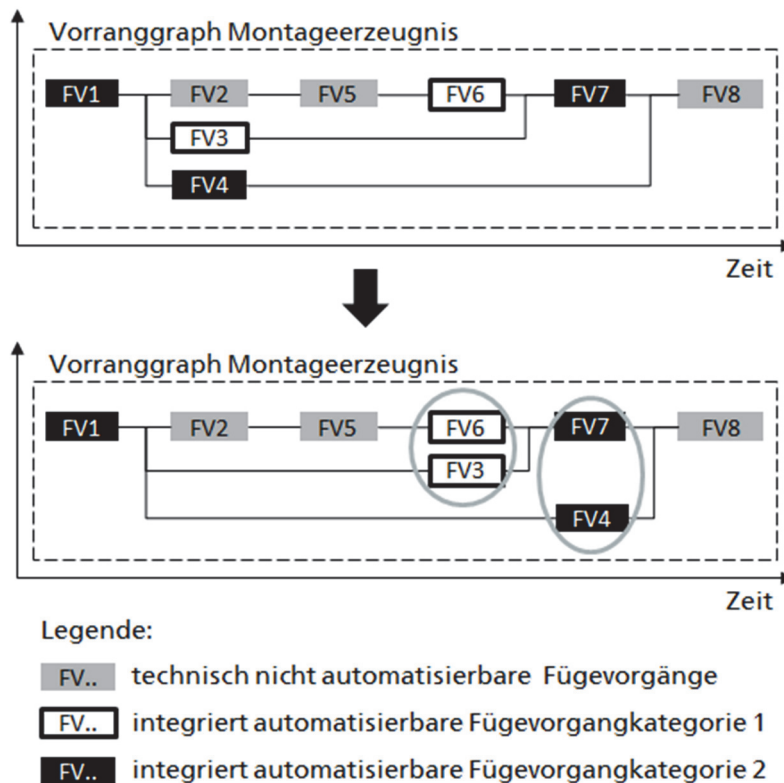 Vorranggraph Montageerzeugnis
FV1 FV2 FV5 FV6 FV7 FV8
FV3
FV4
Zeit
Vorranggraph Montageerzeugnis
FV1 FV2 FV5 FV6 FV7 FV8
FV3
FV4
Zeit
Legende:
FV.. technisch nicht automatisierbare Fügevorgänge
FV.. integriert automatisierbare Fügevorgangkategorie 1
FV.. integriert automatisierbare Fügevorgangkategorie 2